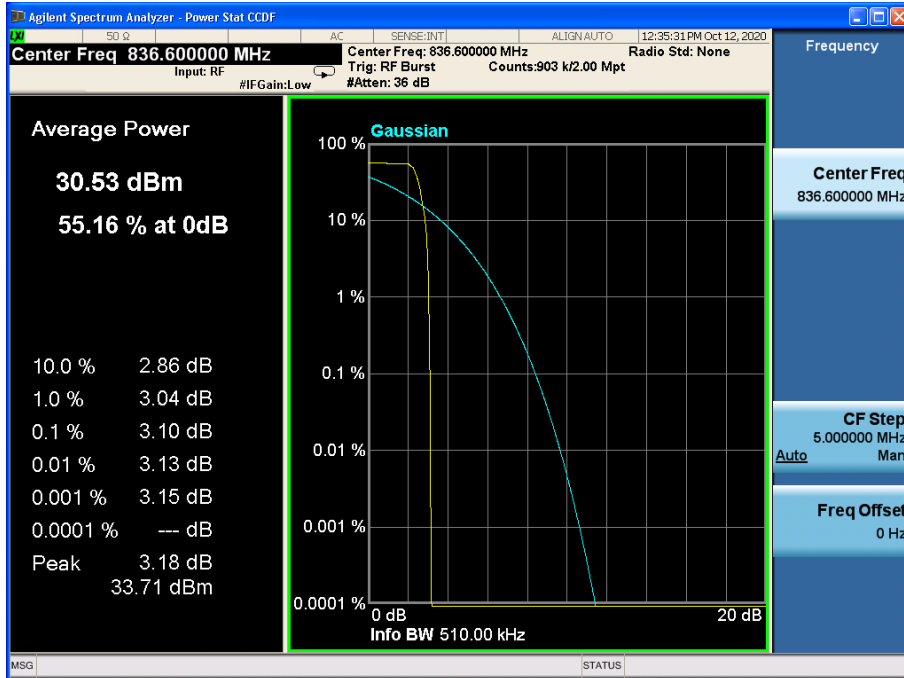 Agilent Spectrum Analyzer - Power Stat CCDF
LXI 50 Ω AC SENSE:INT ALIGN AUTO 12:35:31 PM Oct 12, 2020
Center Freq 836.600000 MHz
Input: RF
#IFGain:Low
Center Freq: 836.600000 MHz
Trig: RF Burst
Counts:903 k/2.00 Mpt
#Atten: 36 dB
Radio Std: None
Average Power
30.53 dBm
55.16 % at 0dB
10.0 % 2.86 dB
1.0 % 3.04 dB
0.1 % 3.10 dB
0.01 % 3.13 dB
0.001 % 3.15 dB
0.0001 % --- dB
Peak 3.18 dB
33.71 dBm
Gaussian
100 %
10 %
1 %
0.1 %
0.01 %
0.001 %
0.0001 %
0 dB 20 dB
Info BW 510.00 kHz
Frequency
Center Freq
836.600000 MHz
CF Step
5.000000 MHz
Auto Man
Freq Offset
0 Hz
MSG STATUS